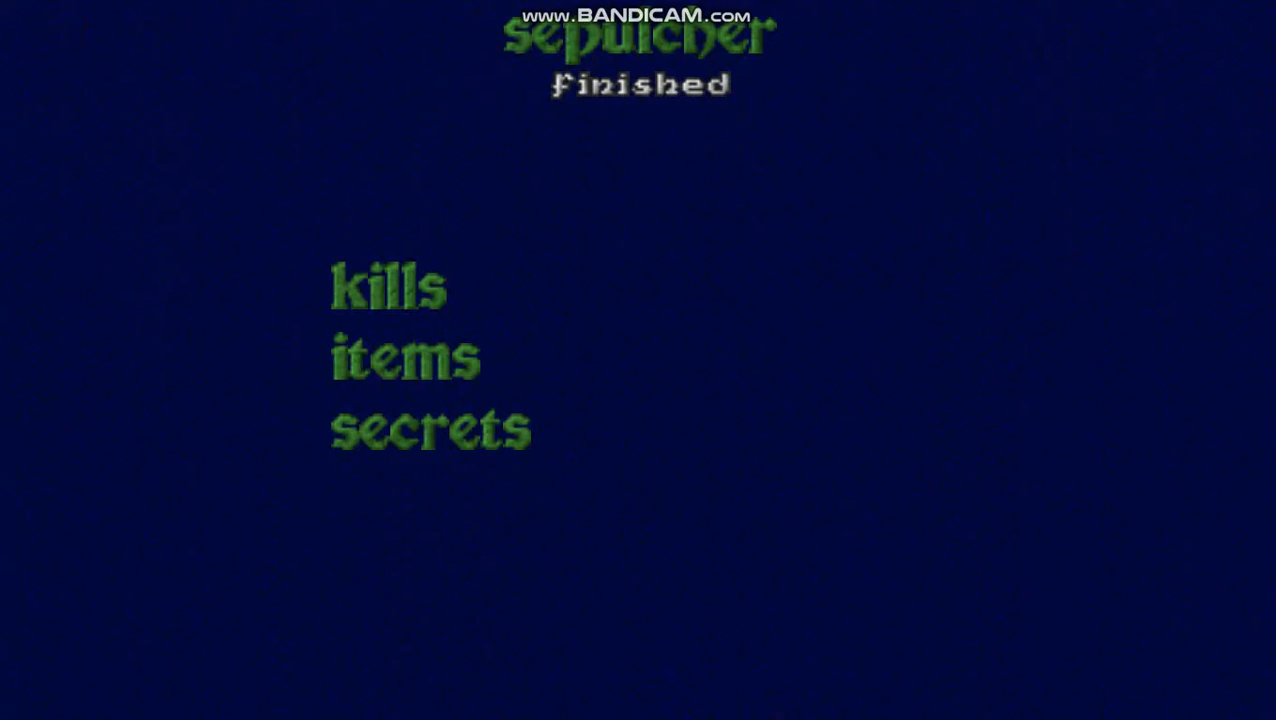 www.BANDICAM.com
sepulcher
finished
kills
items
secrets